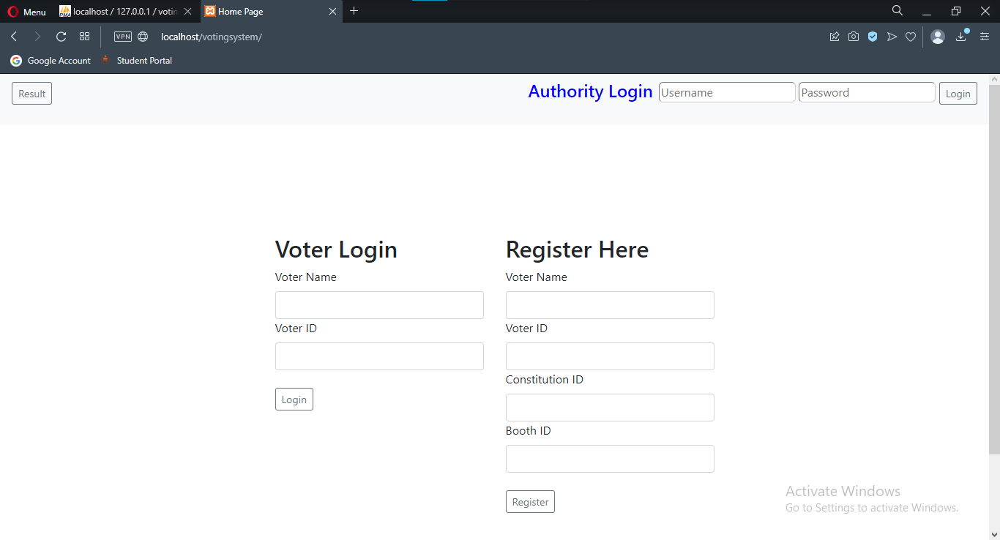 Menu
PMA localhost / 127.0.0.1 / votin
Home Page
VPN localhost/votingsystem/
Google Account Student Portal
Result Authority Login Username Password Login
Voter Login
Voter Name
Voter ID
Login
Register Here
Voter Name
Voter ID
Constitution ID
Booth ID
Register
Activate Windows
Go to Settings to activate Windows.